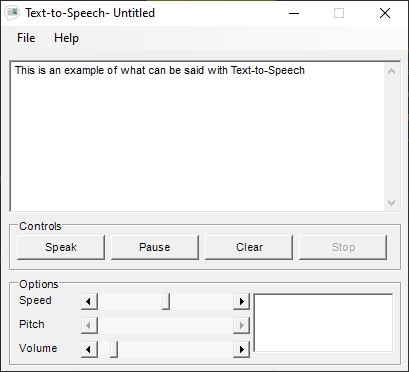 Text-to-Speech- Untitled
File Help
This is an example of what can be said with Text-to-Speech
Controls
Speak Pause Clear Stop
Options
Speed
Pitch
Volume